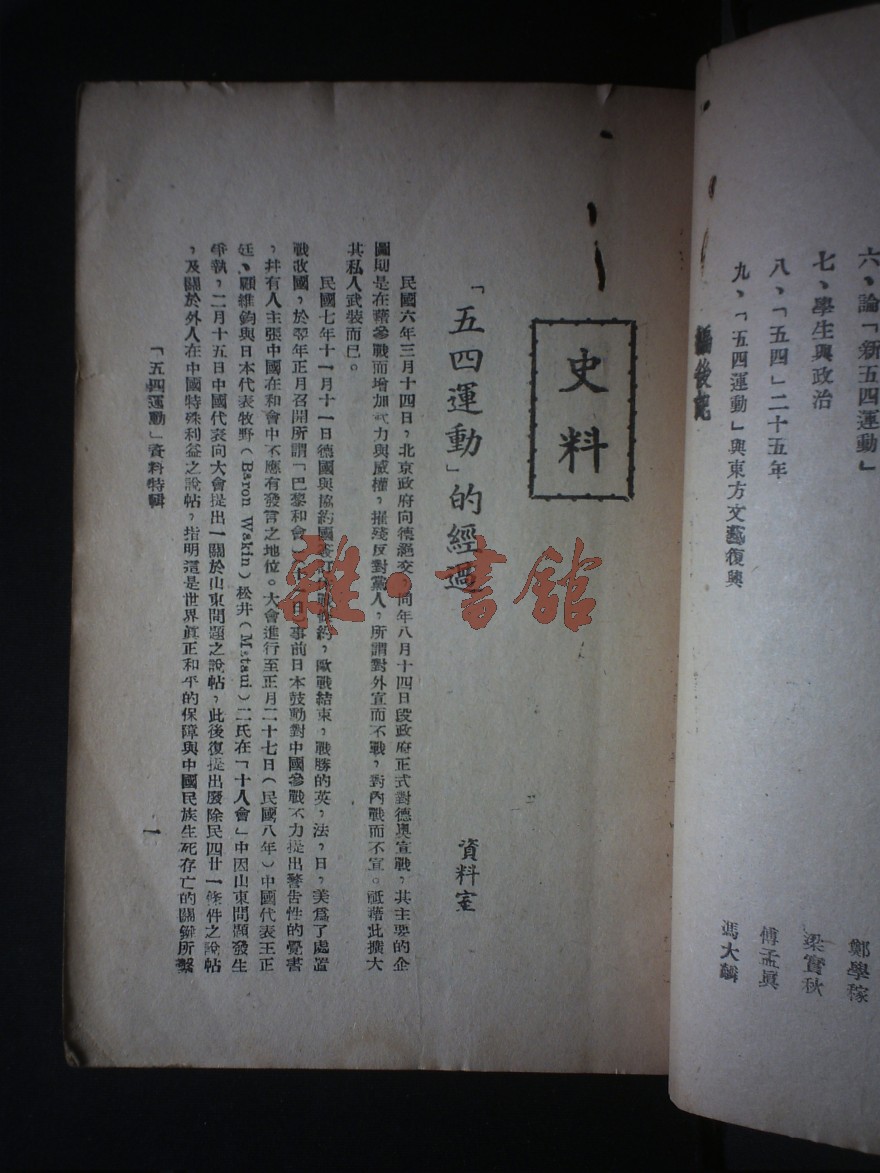 六、論「新五四運動」 鄭學稼
七、學生與政治 梁實秋
八、「五四」二十五年 傅孟眞
九、「五四運動」與東方文藝復興 馮大麟
編後記
史料
「五四運動」的經過
資料室
民國六年三月十四日，北京政府向德絕交，同年八月十四日段政府正式對德奧宣戰，其主要的企
圖則是在藉參戰而增加武力與威權，摧殘反對黨人，所謂對外宣而不戰，對內戰而不宣。祗藉此擴大
其私人武裝而已。
民國七年十一月十一日德國與協約國簽訂休戰條約，歐戰結束，戰勝的英，法，日，美爲了處置
戰敗國，於翌年正月召開所謂「巴黎和會」 事前日本鼓動對中國參戰不力提出警告性的覺書
，幷有人主張中國在和會中不應有發言之地位。大會進行至正月二十七日（民國八年）中國代表王正
廷、顧維鈞與日本代表牧野（Baron Wakin）松井（Matsui）二氏在「十人會」中因山東問題發生
爭執，二月十五日中國代表向大會提出一關於山東問題之說帖，此後復提出廢除民四廿一條件之說帖
，及關於外人在中國特殊利益之說帖，指明這是世界眞正和平的保障與中國民族生死存亡的關鍵所繫
「五四運動」資料特輯
一
雜·書館